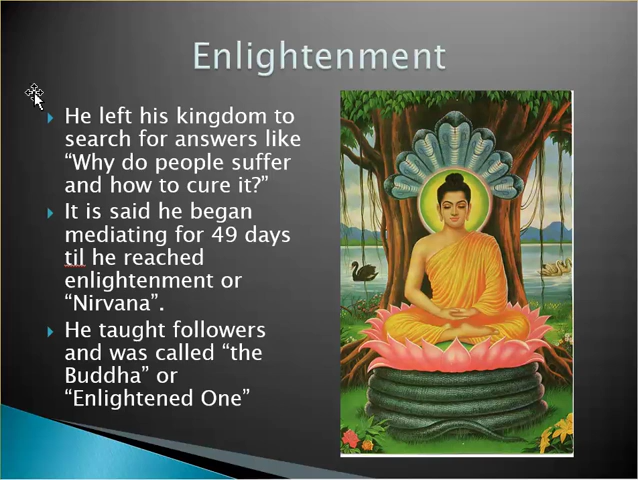 Enlightenment
He left his kingdom to
search for answers like
“Why do people suffer
and how to cure it?”
It is said he began
mediating for 49 days
til he reached
enlightenment or
“Nirvana”.
He taught followers
and was called “the
Buddha” or
“Enlightened One”